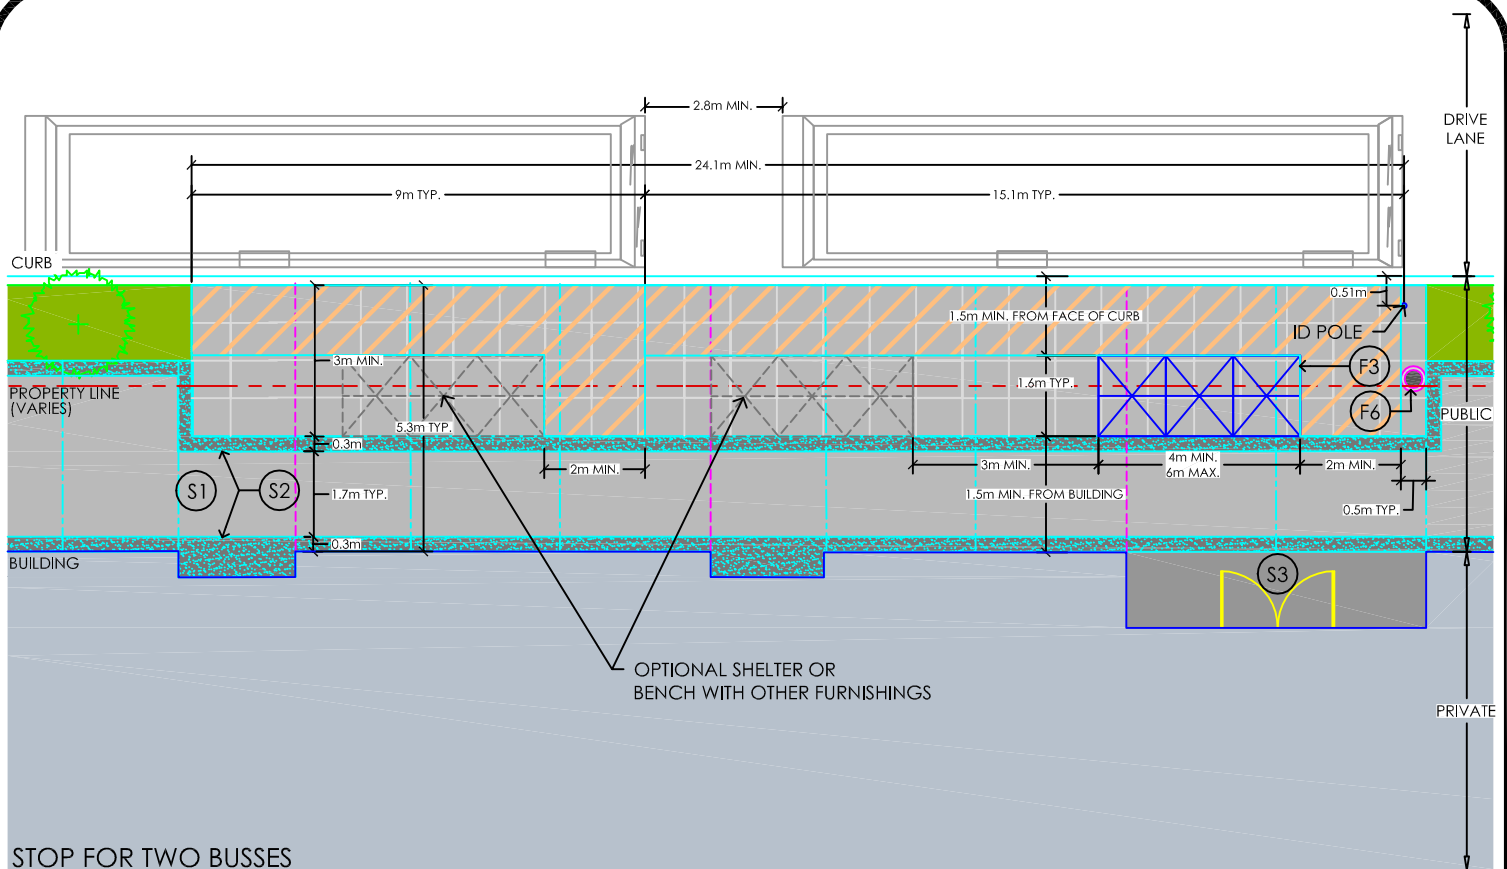 2.8m MIN.
DRIVE
LANE
24.1m MIN.
9m TYP.
15.1m TYP.
CURB
0.51m
1.5m MIN. FROM FACE OF CURB
ID POLE
3m MIN.
F3
1.6m TYP.
PROPERTY LINE
(VARIES)
F6
PUBLIC
5.3m TYP.
0.3m
2m MIN.
3m MIN.
4m MIN.
6m MAX.
2m MIN.
S1
S2
1.7m TYP.
1.5m MIN. FROM BUILDING
0.5m TYP.
0.3m
BUILDING
S3
OPTIONAL SHELTER OR
BENCH WITH OTHER FURNISHINGS
PRIVATE
STOP FOR TWO BUSSES